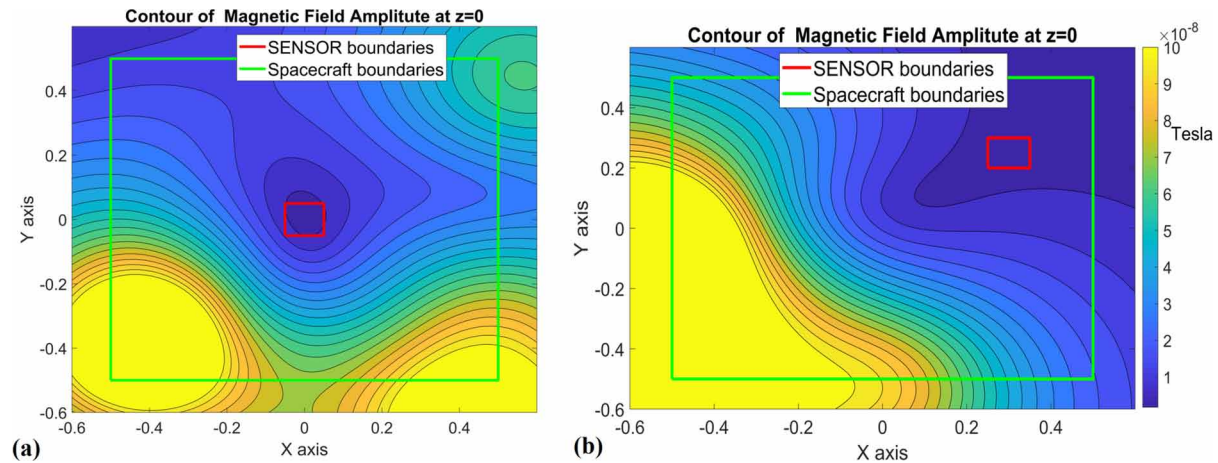 Contour of  Magnetic Field Amplitute at z=0
SENSOR boundaries
Spacecraft boundaries
0.4
0.2
0
-0.2
-0.4
-0.6
Y axis
-0.6
-0.4
-0.2
0
0.2
0.4
X axis
(a)
Contour of  Magnetic Field Amplitute at z=0
SENSOR boundaries
Spacecraft boundaries
0.4
0.2
0
-0.2
-0.4
-0.6
Y axis
-0.6
-0.4
-0.2
0
0.2
0.4
X axis
(b)
×10⁻⁸
10
9
8
Tesla
7
6
5
4
3
2
1